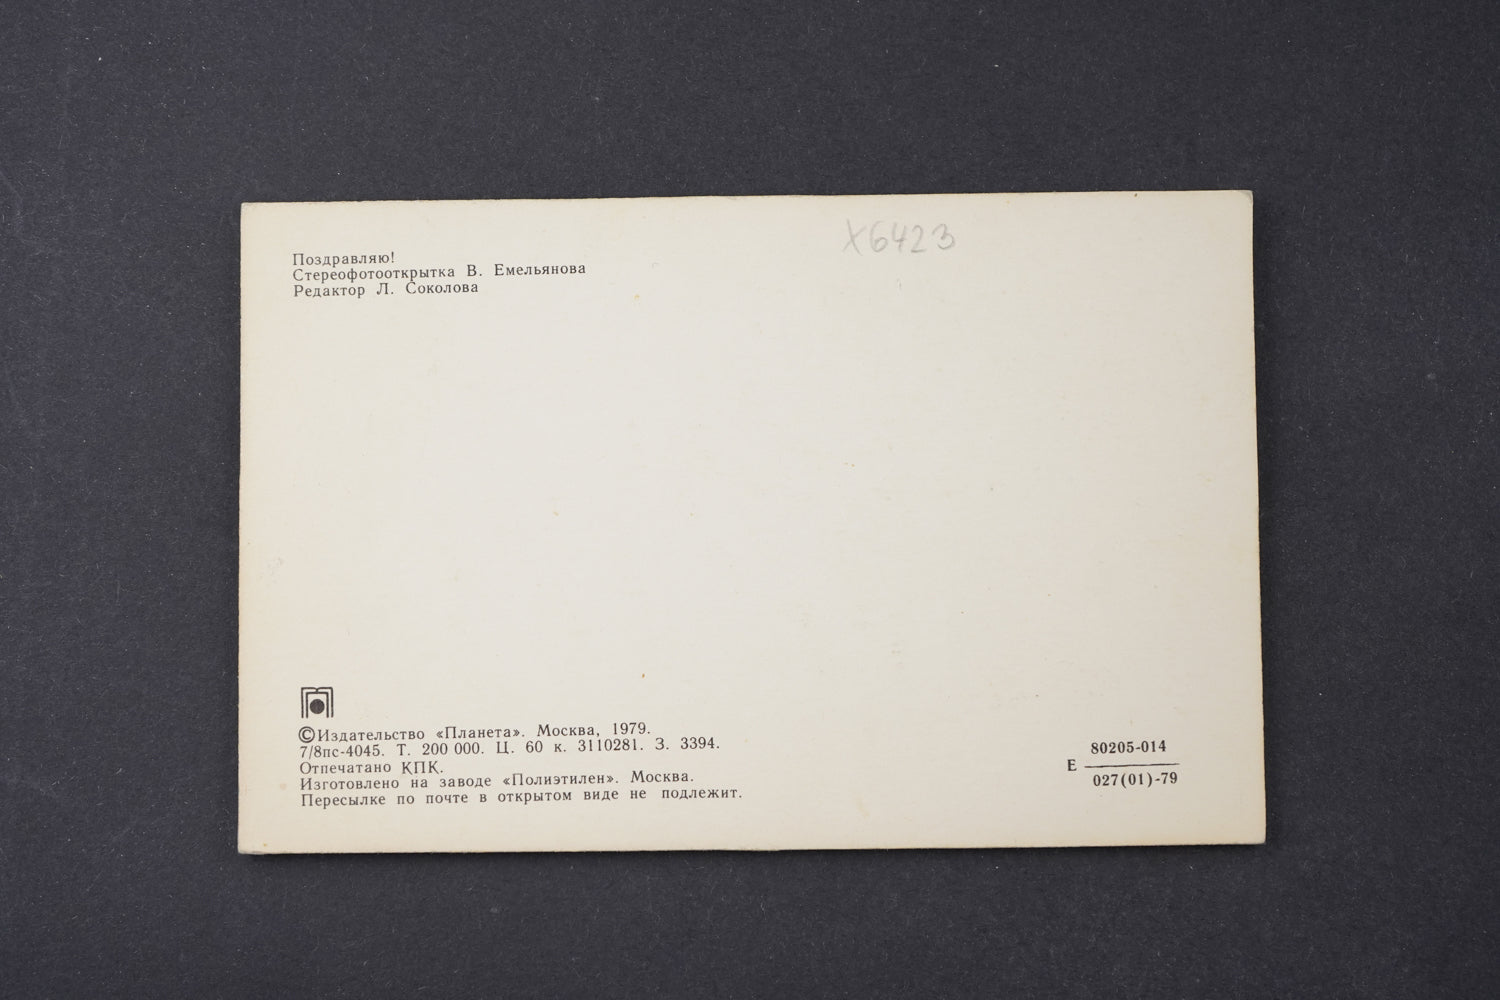 х6423
Поздравляю!
Стереофотооткрытка В. Емельянова
Редактор Л. Соколова
©Издательство «Планета». Москва, 1979.
7/8пс-4045. Т. 200 000. Ц. 60 к. 3110281. З. 3394.
Отпечатано КПК.
Изготовлено на заводе «Полиэтилен». Москва.
Пересылке по почте в открытом виде не подлежит.
80205-014
Е
027(01)-79